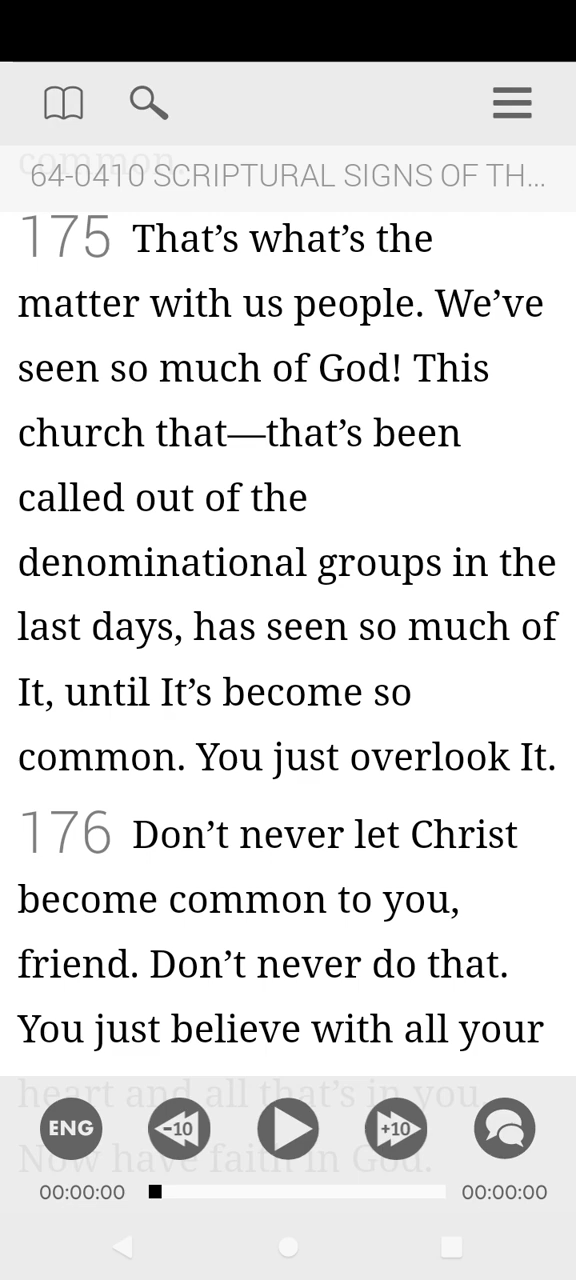 common.
64-0410 SCRIPTURAL SIGNS OF TH...
175 That’s what’s the
matter with us people. We’ve
seen so much of God! This
church that—that’s been
called out of the
denominational groups in the
last days, has seen so much of
It, until It’s become so
common. You just overlook It.
176 Don’t never let Christ
become common to you,
friend. Don’t never do that.
You just believe with all your
heart and all that’s in you.
ENG -10 +10
Now have faith in God.
00:00:00 00:00:00